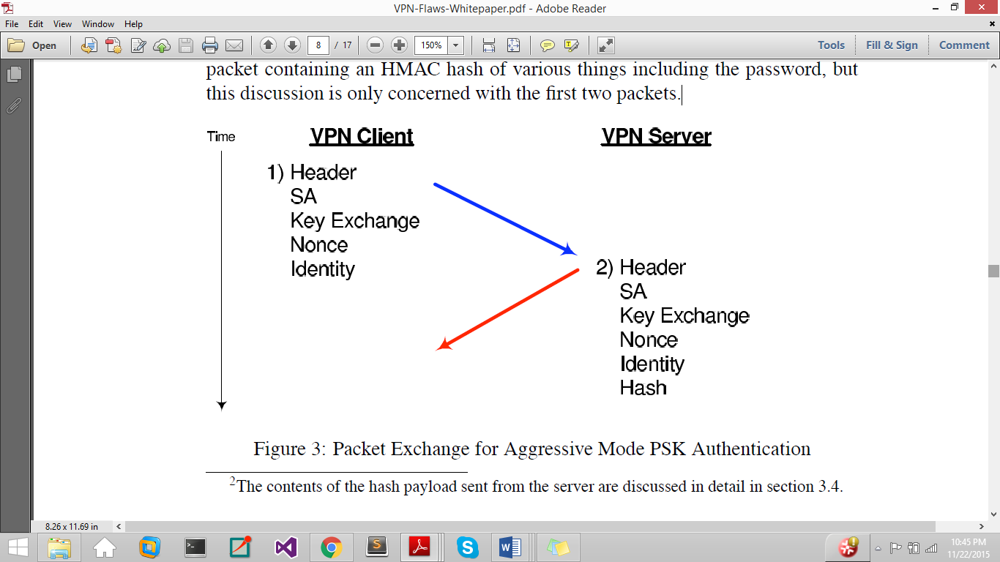 VPN-Flaws-Whitepaper.pdf - Adobe Reader
File Edit View Window Help
Open 8 / 17 150% Tools Fill & Sign Comment
packet containing an HMAC hash of various things including the password, but
this discussion is only concerned with the first two packets.
Time VPN Client VPN Server
1) Header
SA
Key Exchange
Nonce
Identity
2) Header
SA
Key Exchange
Nonce
Identity
Hash
Figure 3: Packet Exchange for Aggressive Mode PSK Authentication
2The contents of the hash payload sent from the server are discussed in detail in section 3.4.
8.26 x 11.69 in
10:45 PM
11/22/2015